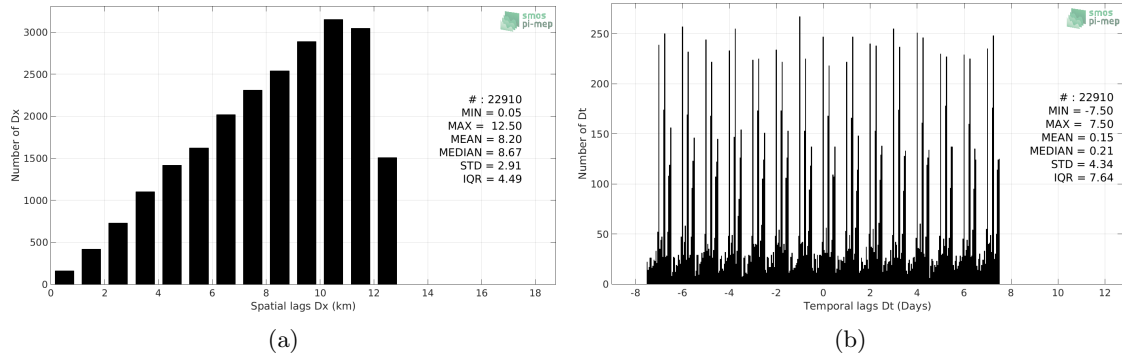 smos
pi-mep
3000
2500
2000
1500
1000
500
0
Number of Dx
# : 22910
MIN = 0.05
MAX = 12.50
MEAN = 8.20
MEDIAN = 8.67
STD = 2.91
IQR = 4.49
0 2 4 6 8 10 12 14 16 18
Spatial lags Dx (km)
(a)
smos
pi-mep
250
200
150
100
50
0
Number of Dt
# : 22910
MIN = -7.50
MAX = 7.50
MEAN = 0.15
MEDIAN = 0.21
STD = 4.34
IQR = 7.64
-8 -6 -4 -2 0 2 4 6 8 10 12
Temporal lags Dt (Days)
(b)